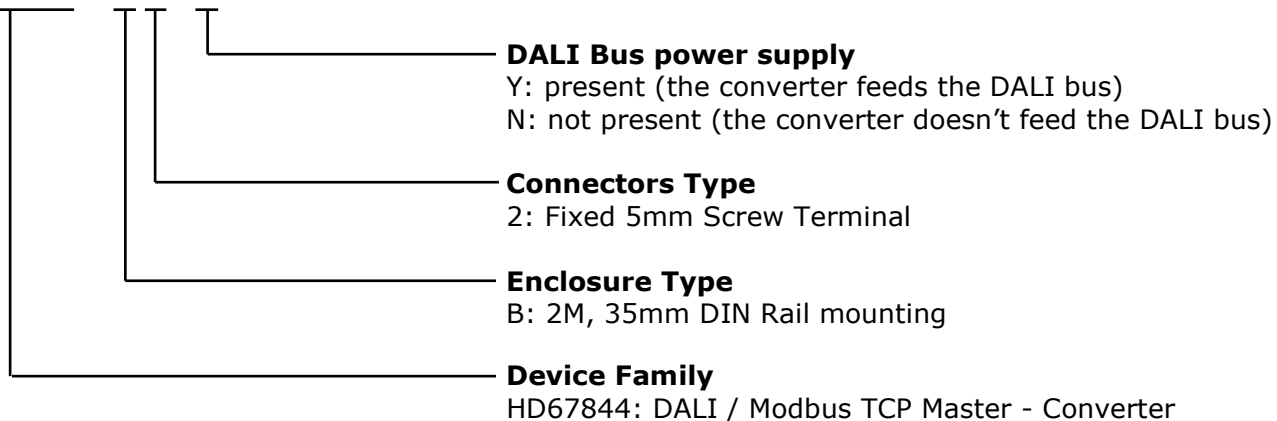 DALI Bus power supply
Y: present (the converter feeds the DALI bus)
N: not present (the converter doesn’t feed the DALI bus)
Connectors Type
2: Fixed 5mm Screw Terminal
Enclosure Type
B: 2M, 35mm DIN Rail mounting
Device Family
HD67844: DALI / Modbus TCP Master - Converter